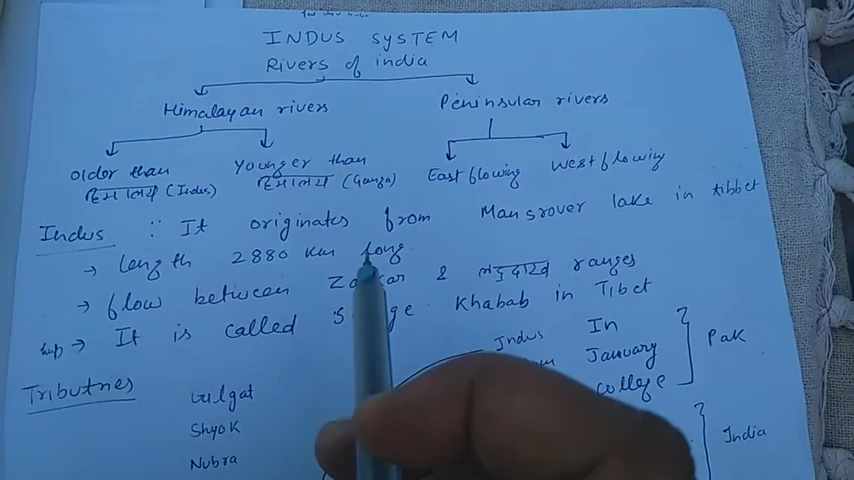 INDUS SYSTEM
Rivers of india
Himalayan rivers
Peninsular rivers
Older than
हिमालय (Indus)
Younger than
हिमालय (Ganga)
East flowing
West flowing
Indus : It originates from Mansrover lake in tibbet
→ length 2880 km long
→ flow between & लद्दाख ranges
Imp → It is called Khabab in Tibet
Tributries
Gilgat
Shyok
Nubra
Indus In
January
College
Pak
India